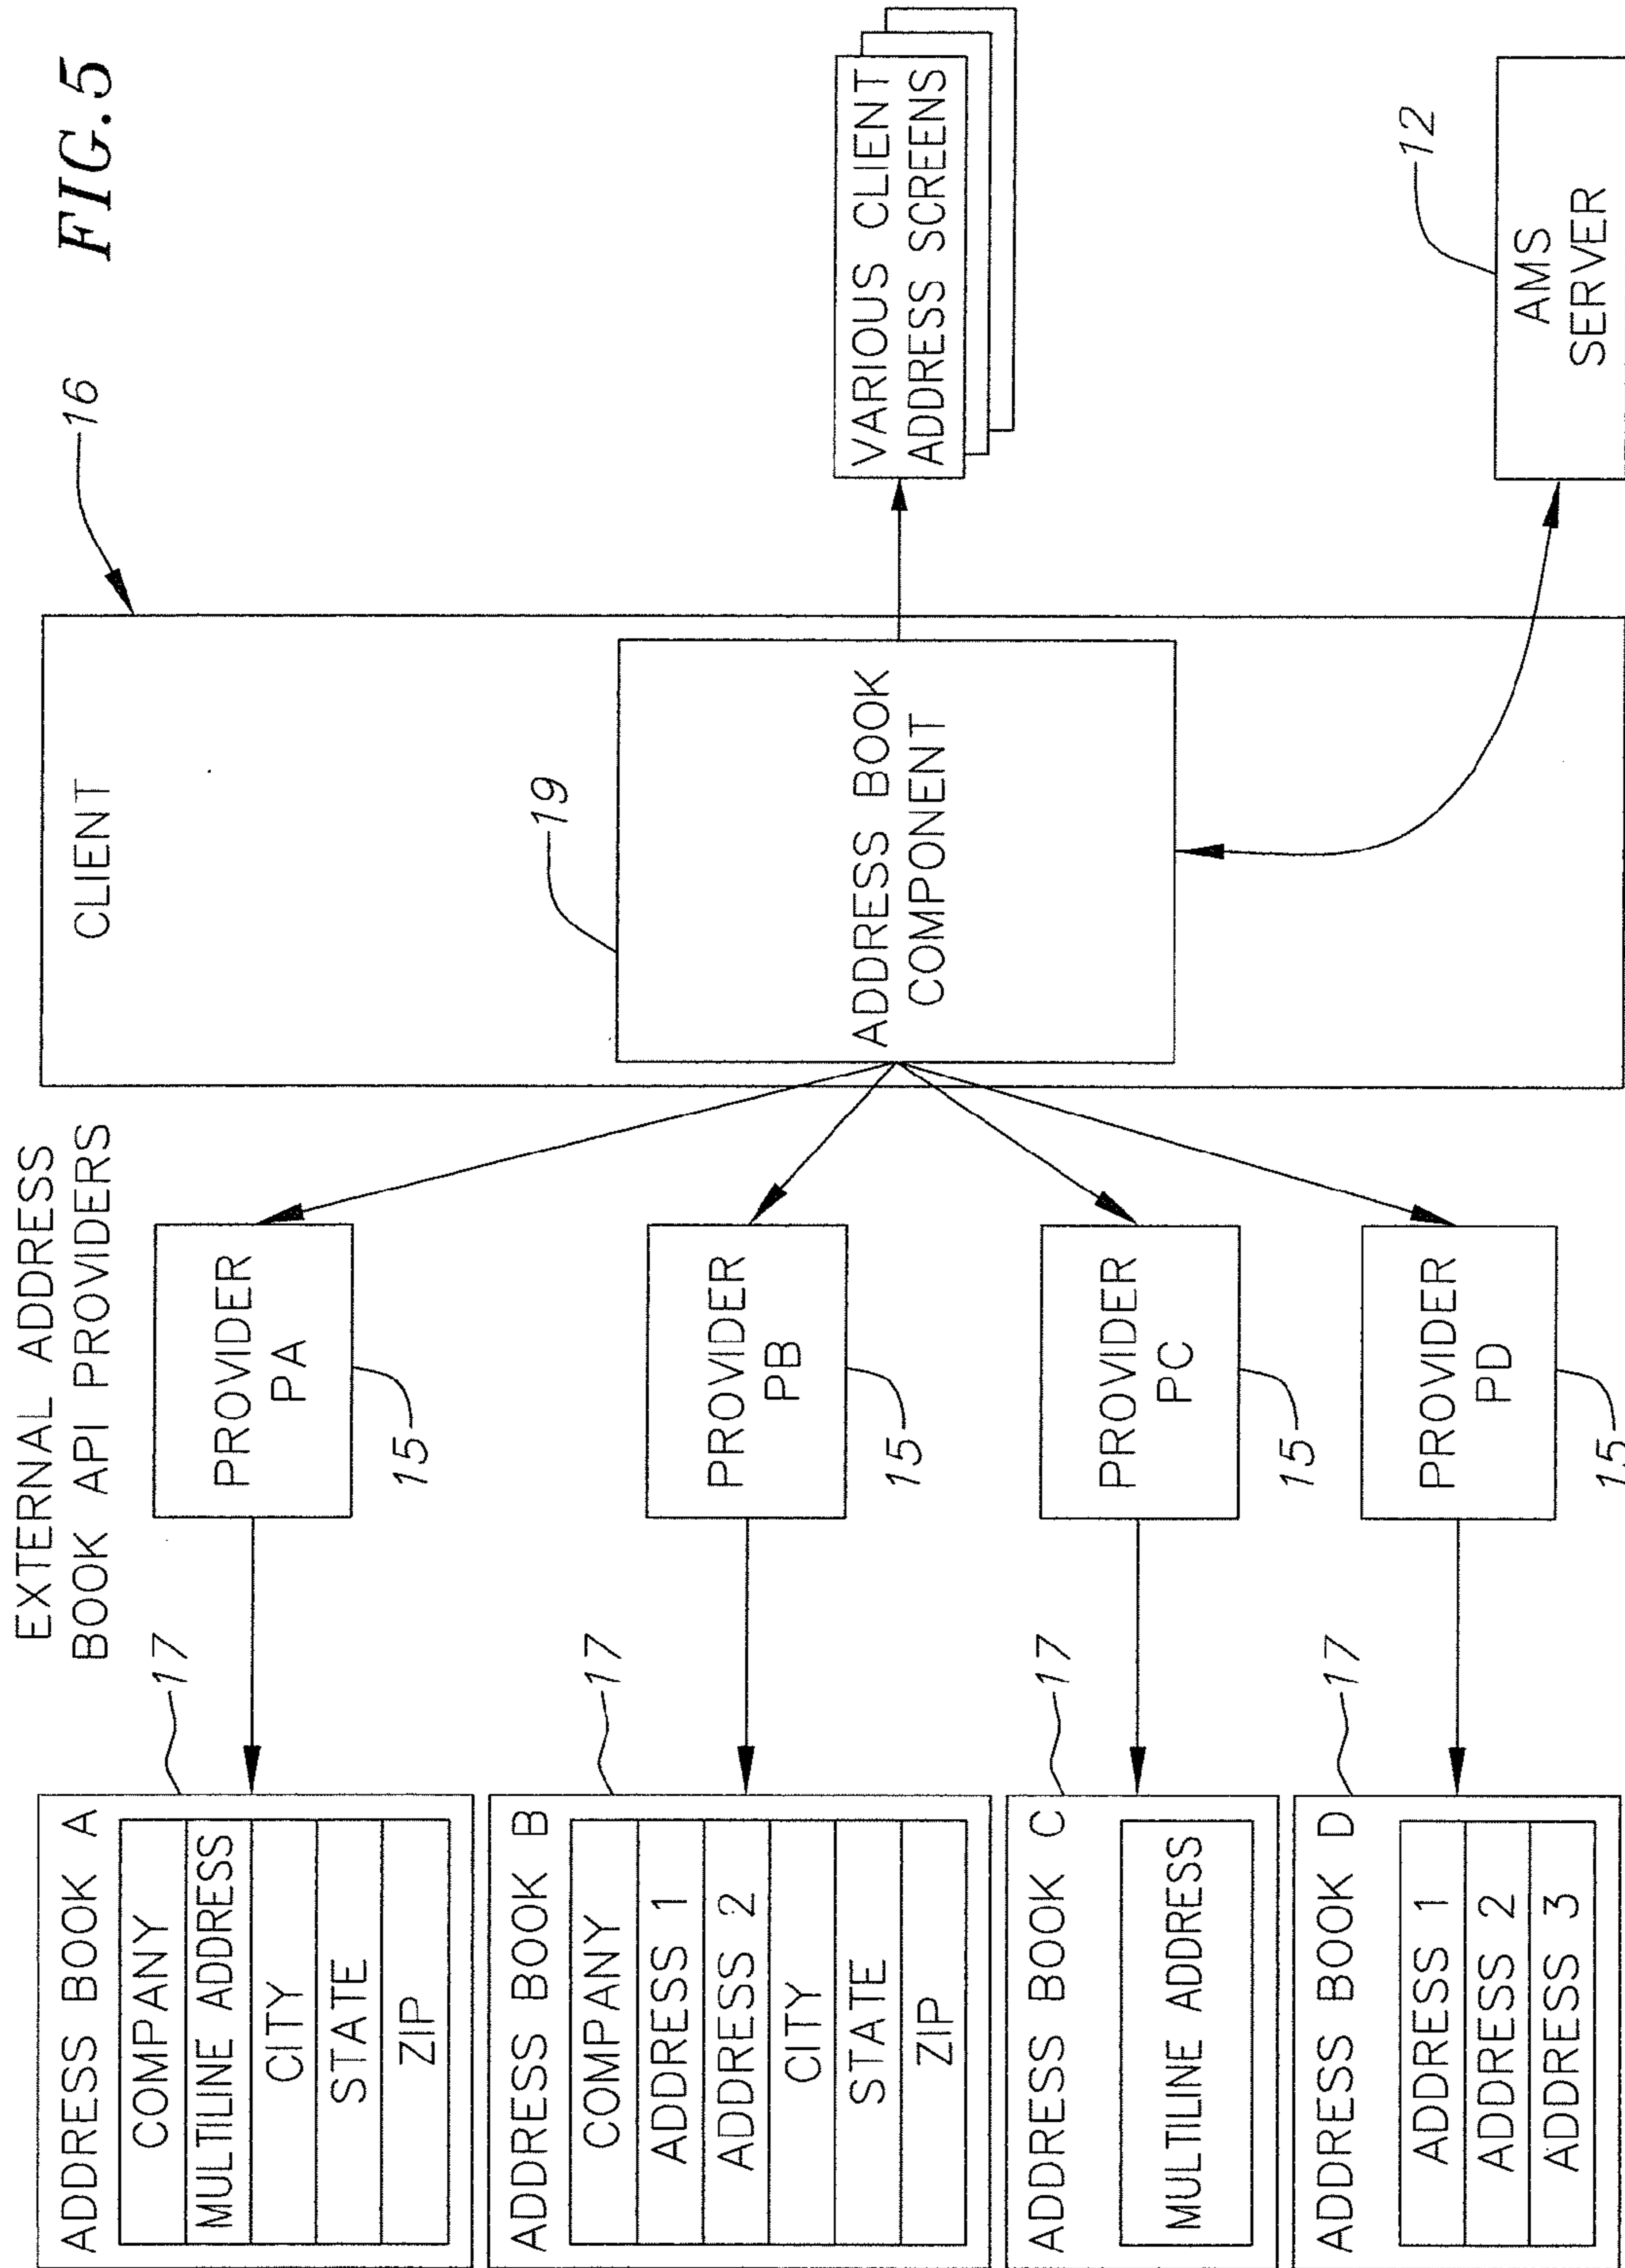 FIG.5
EXTERNAL ADDRESS
BOOK API PROVIDERS
16
CLIENT
17
ADDRESS BOOK A
COMPANY
MULTILINE ADDRESS
CITY
STATE
ZIP
PROVIDER
PA
15
17
ADDRESS BOOK B
COMPANY
ADDRESS 1
ADDRESS 2
CITY
STATE
ZIP
PROVIDER
PB
15
19
ADDRESS BOOK
COMPONENT
VARIOUS CLIENT
ADDRESS SCREENS
17
ADDRESS BOOK C
MULTILINE ADDRESS
PROVIDER
PC
15
17
ADDRESS BOOK D
ADDRESS 1
ADDRESS 2
ADDRESS 3
PROVIDER
PD
15
12
AMS
SERVER